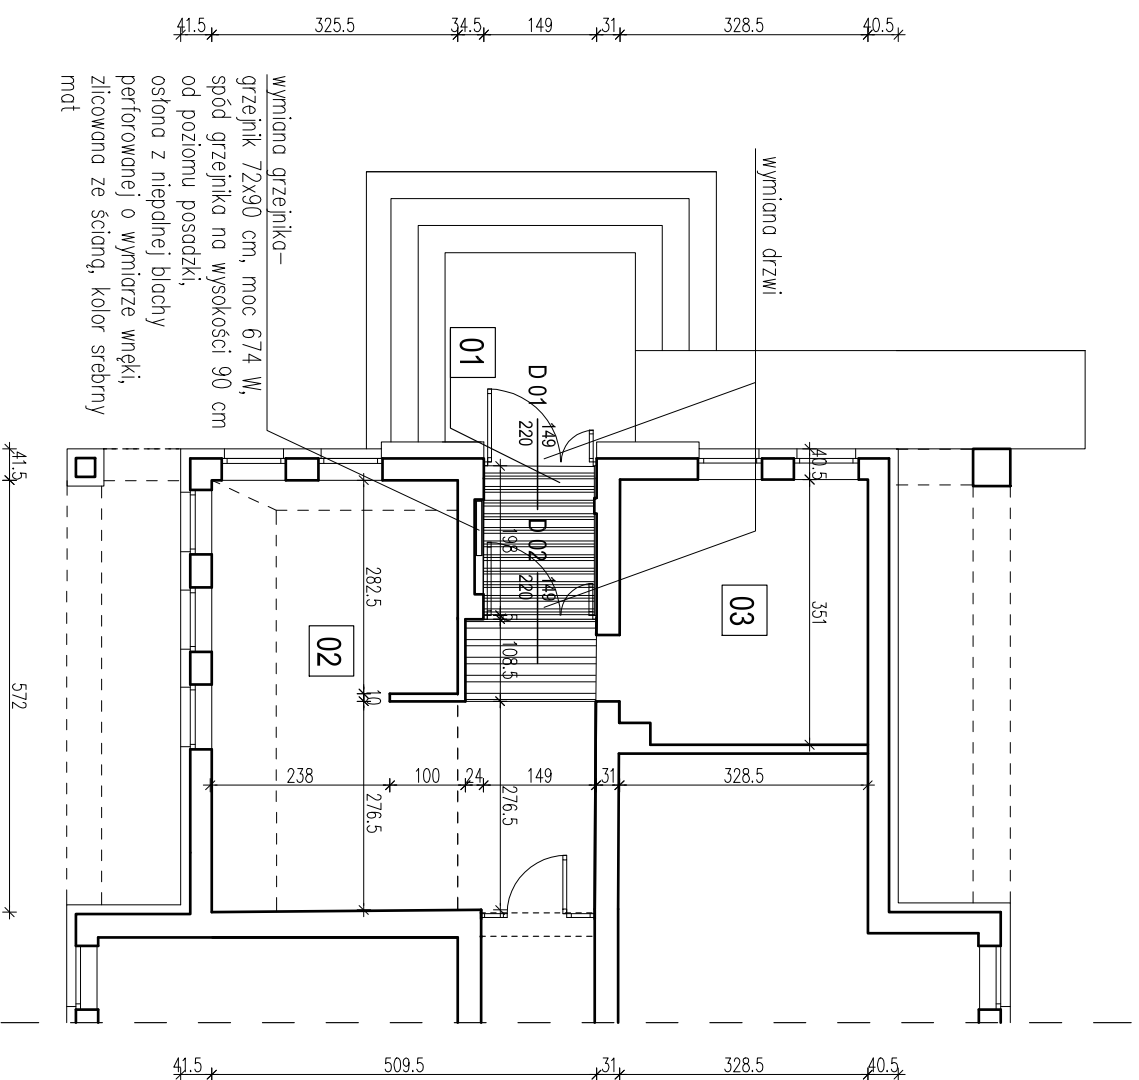 41.5 325.5 34.5 149 31 328.5 40.5
wymiana grzejnika-
grzejnik 72x90 cm, moc 674 W,
spód grzejnika na wysokości 90 cm
od poziomu posadzki,
osłona z niepalnej blachy
perforowanej o wymiarze wnęki,
zlicowana ze ścianą, kolor srebrny
mat
wymiana drzwi
01
D 01
149
220
D 02
149
220
02
03
41.5
572
40.5
351
282.5
10
276.5
193
5
108.5
276.5
238 100 24 149 31 328.5
41.5 509.5 31 328.5 40.5